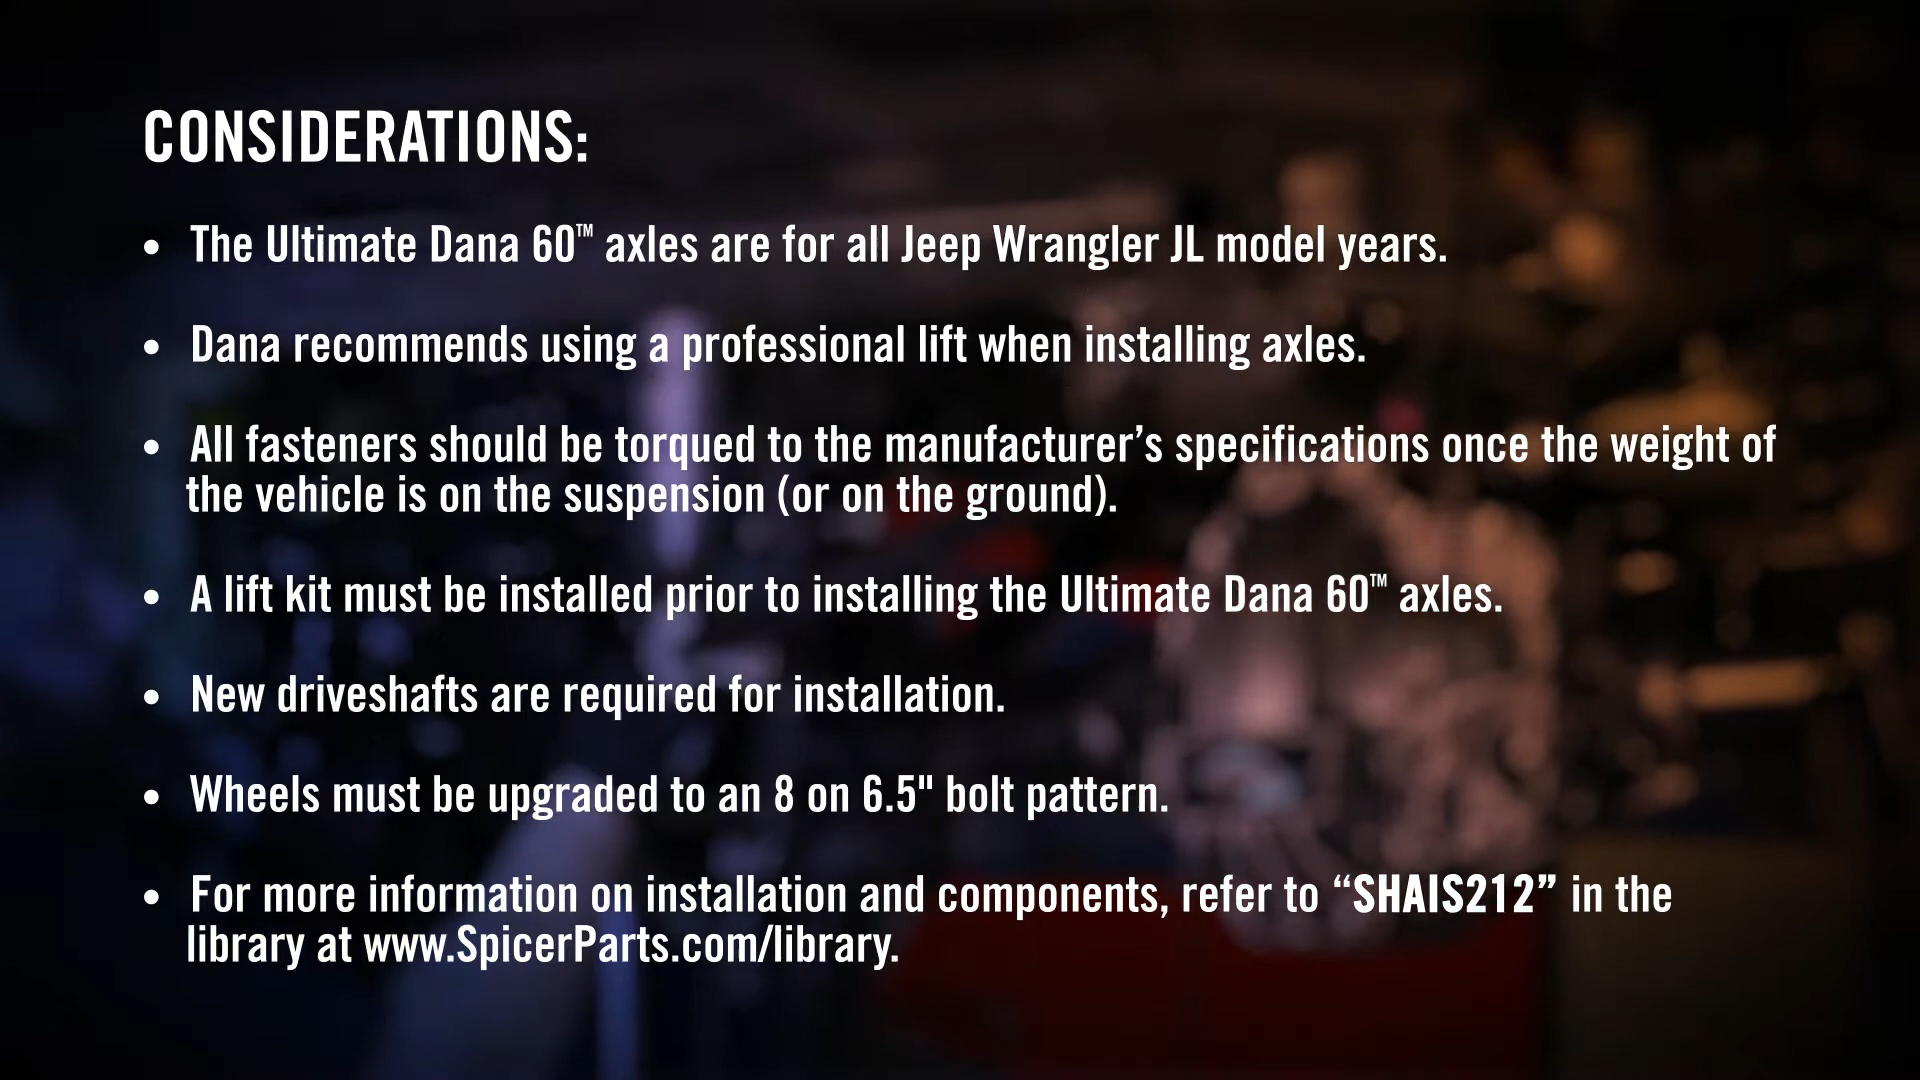 CONSIDERATIONS:
• The Ultimate Dana 60™ axles are for all Jeep Wrangler JL model years.
• Dana recommends using a professional lift when installing axles.
• All fasteners should be torqued to the manufacturer’s specifications once the weight of
the vehicle is on the suspension (or on the ground).
• A lift kit must be installed prior to installing the Ultimate Dana 60™ axles.
• New driveshafts are required for installation.
• Wheels must be upgraded to an 8 on 6.5" bolt pattern.
• For more information on installation and components, refer to “SHAIS212” in the
library at www.SpicerParts.com/library.